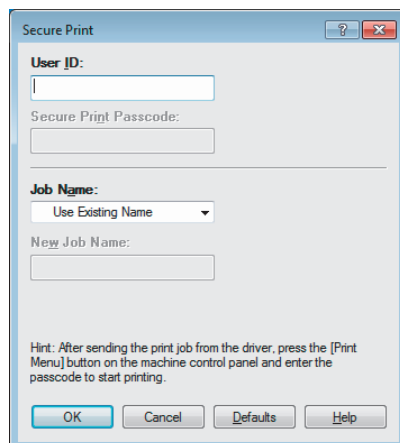 Secure Print
?
User ID:
Secure Print Passcode:
Job Name:
Use Existing Name
New Job Name:
Hint: After sending the print job from the driver, press the [Print
Menu] button on the machine control panel and enter the
passcode to start printing.
OK Cancel Defaults Help